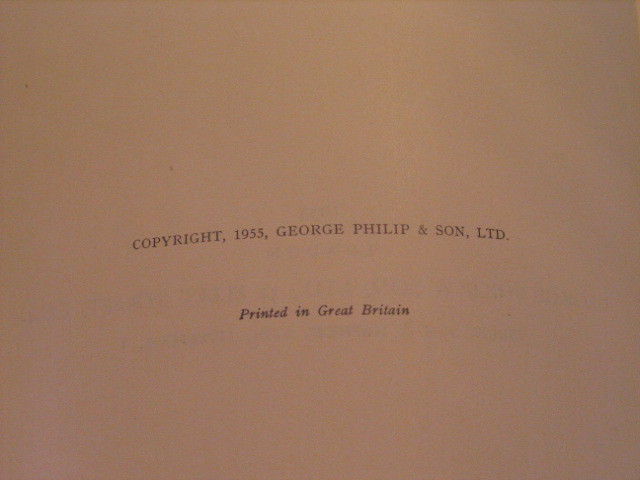 COPYRIGHT, 1955, GEORGE PHILIP & SON, LTD.
Printed in Great Britain